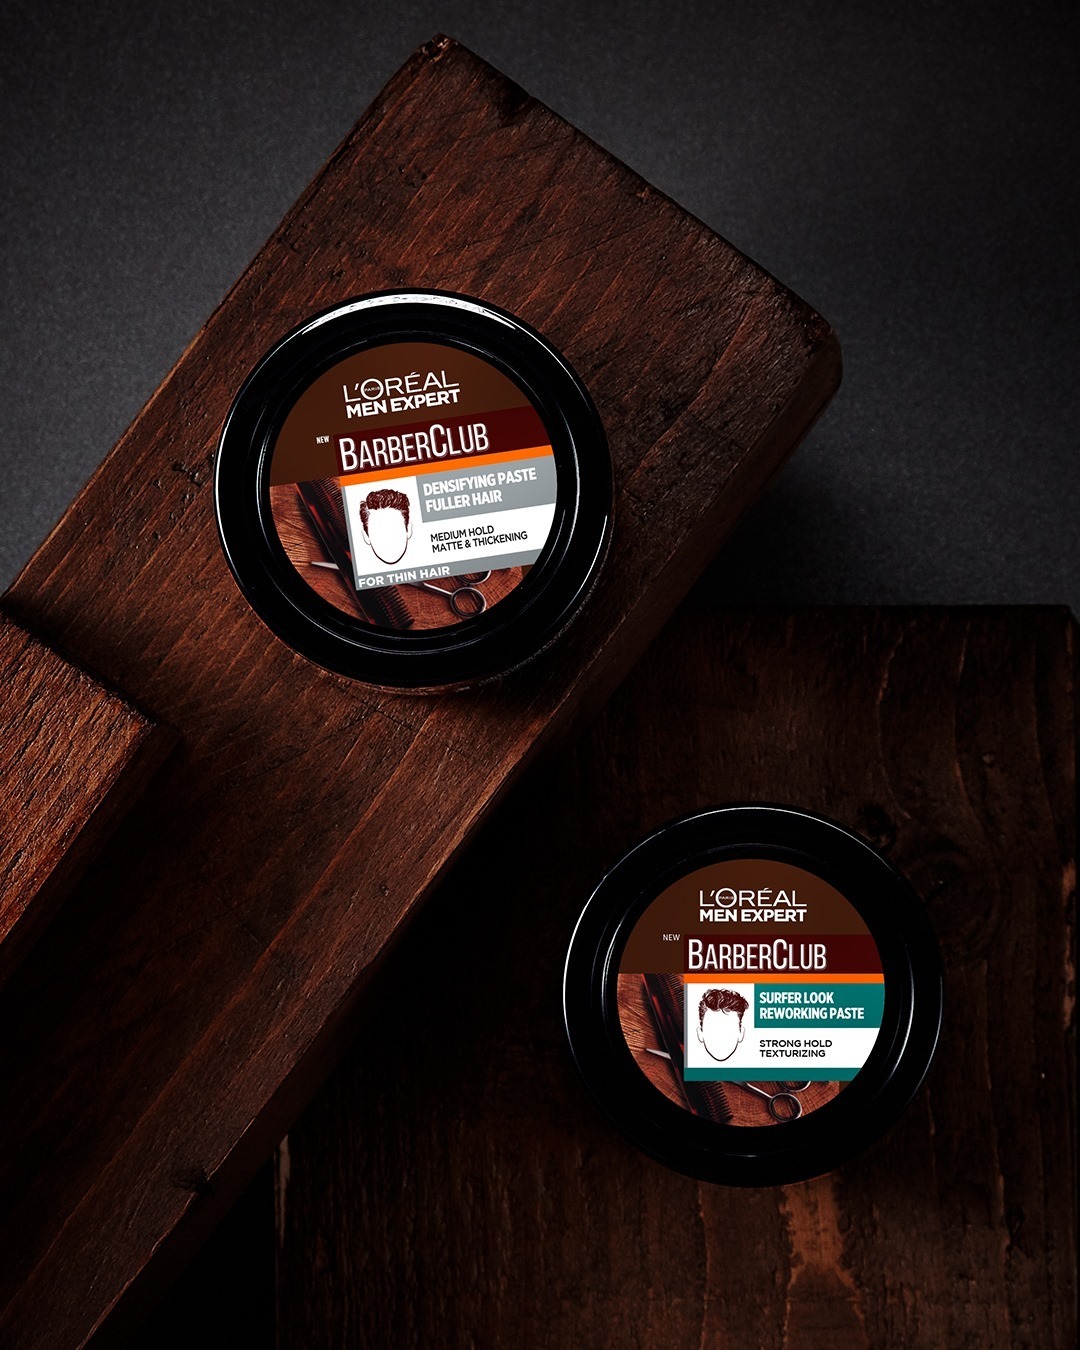 L'ORÉAL
PARIS
MEN EXPERT
NEW
BARBERCLUB
DENSIFYING PASTE
FULLER HAIR
MEDIUM HOLD
MATTE & THICKENING
FOR THIN HAIR
L'ORÉAL
PARIS
MEN EXPERT
NEW
BARBERCLUB
SURFER LOOK
REWORKING PASTE
STRONG HOLD
TEXTURIZING